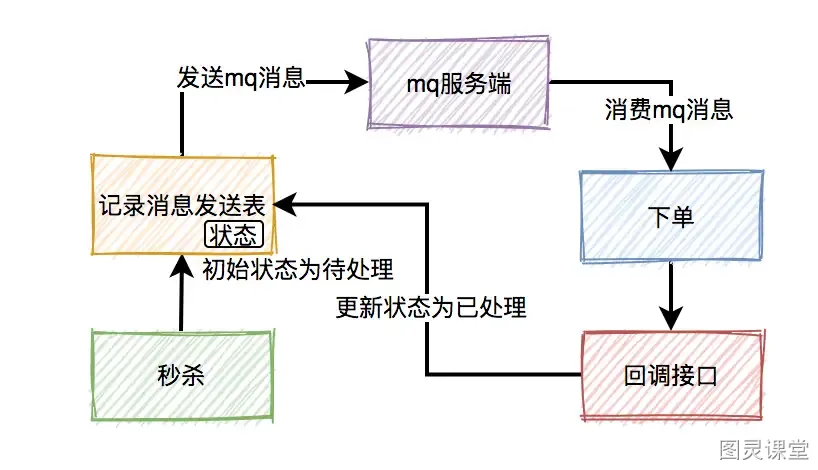 发送mq消息
mq服务端
消费mq消息
记录消息发送表
状态
下单
初始状态为待处理
更新状态为已处理
秒杀
回调接口
图灵课堂